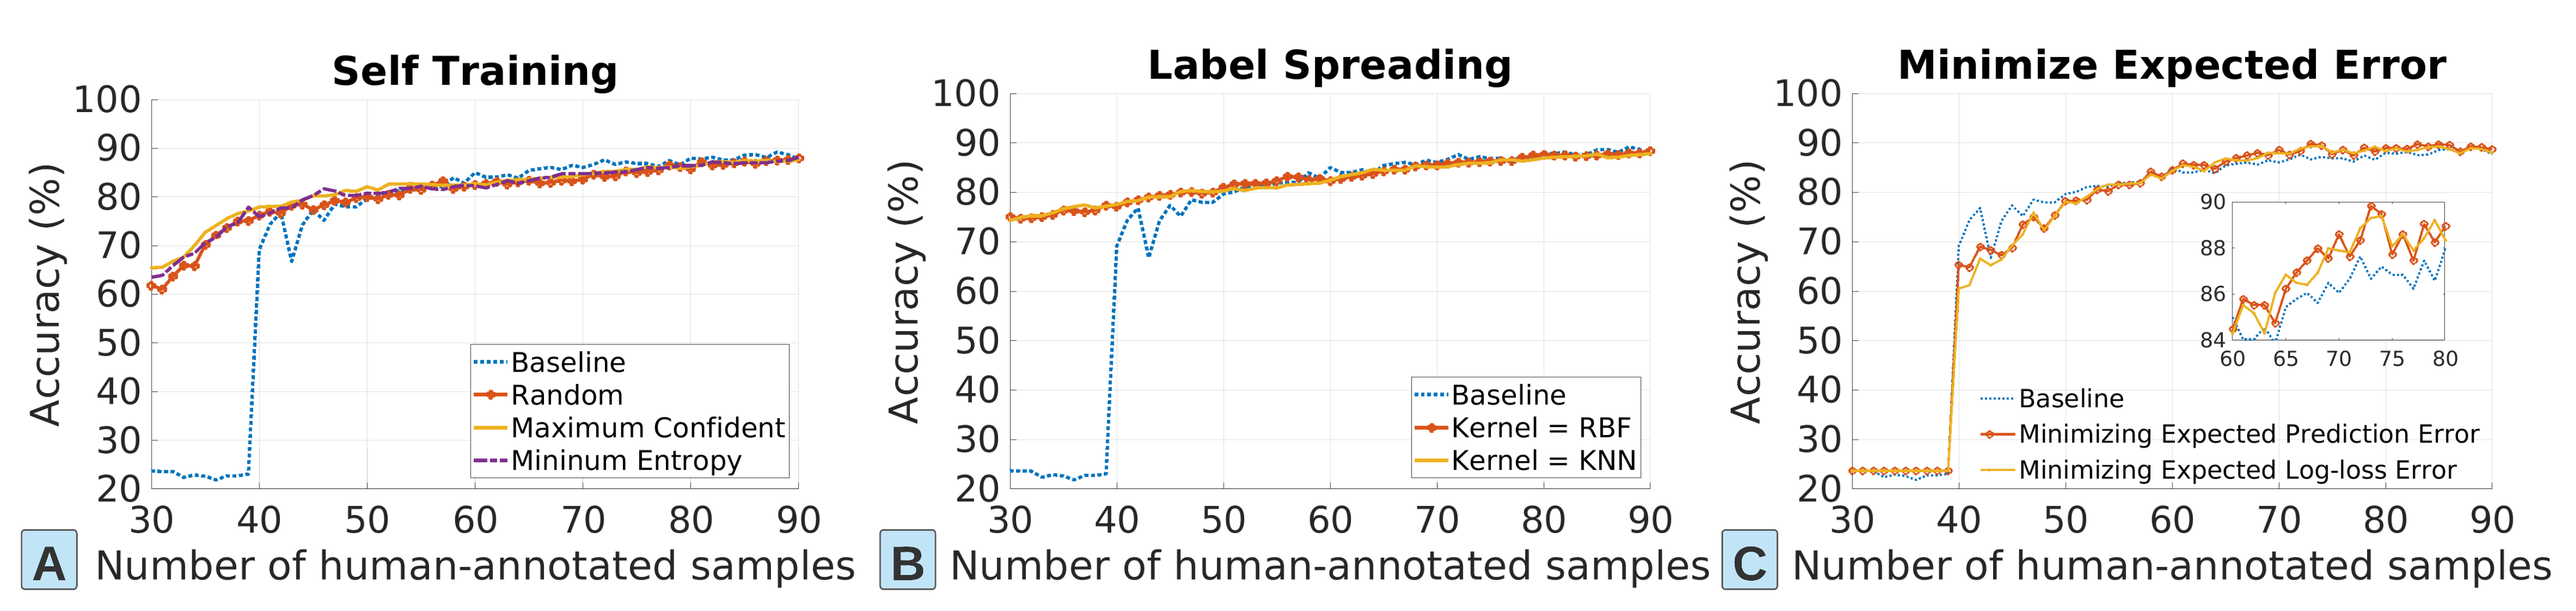 Self Training
Accuracy (%)
100
90
80
70
60
50
40
30
20
Baseline
Random
Maximum Confident
Mininum Entropy
30 40 50 60 70 80 90
A
Number of human-annotated samples
Label Spreading
Accuracy (%)
100
90
80
70
60
50
40
30
20
Baseline
Kernel = RBF
Kernel = KNN
30 40 50 60 70 80 90
B
Number of human-annotated samples
Minimize Expected Error
Accuracy (%)
100
90
80
70
60
50
40
30
20
90
88
86
84
60 65 70 75 80
Baseline
Minimizing Expected Prediction Error
Minimizing Expected Log-loss Error
30 40 50 60 70 80 90
C
Number of human-annotated samples